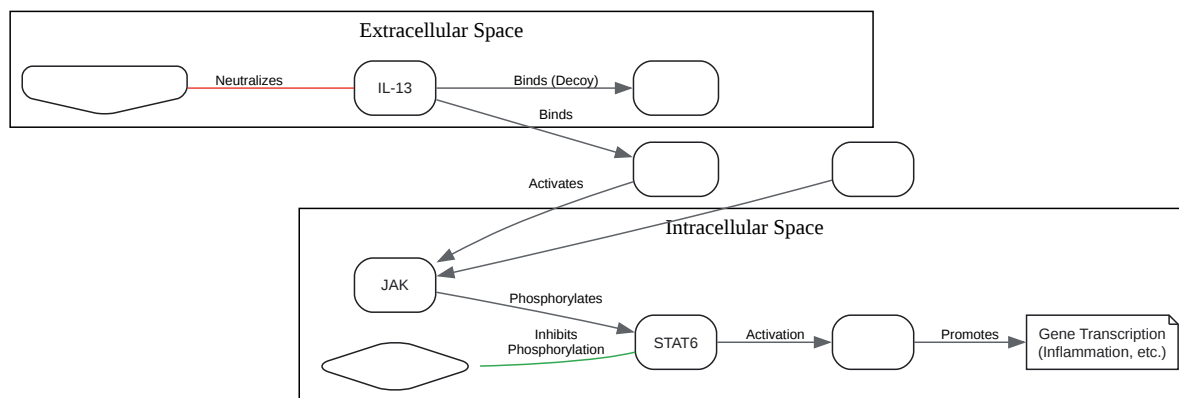 Extracellular Space
Neutralizes
IL-13
Binds (Decoy)
Binds
Activates
Intracellular Space
JAK
Phosphorylates
Inhibits
Phosphorylation
STAT6
Activation
Promotes
Gene Transcription
(Inflammation, etc.)